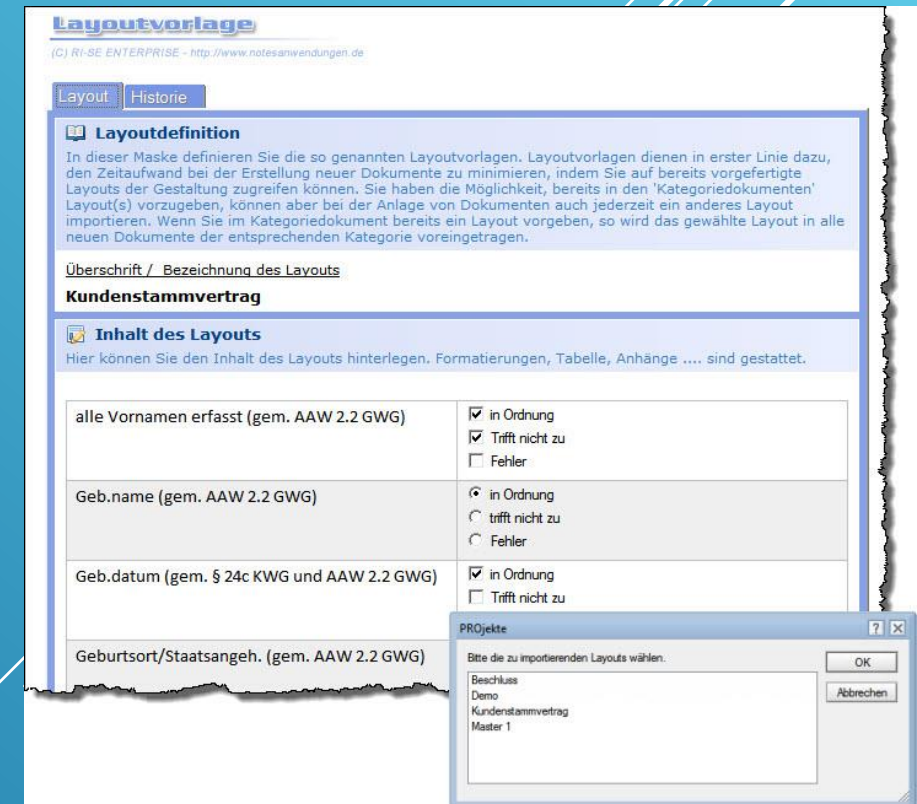 Layoutvorlage
(C) RI-SE ENTERPRISE - http://www.notesanwendungen.de
Layout Historie
Layoutdefinition
In dieser Maske definieren Sie die so genannten Layoutvorlagen. Layoutvorlagen dienen in erster Linie dazu,
den Zeitaufwand bei der Erstellung neuer Dokumente zu minimieren, indem Sie auf bereits vorgefertigte
Layouts der Gestaltung zugreifen können. Sie haben die Möglichkeit, bereits in den 'Kategoriedokumenten'
Layout(s) vorzugeben, können aber bei der Anlage von Dokumenten auch jederzeit ein anderes Layout
importieren. Wenn Sie im Kategoriedokument bereits ein Layout vorgeben, so wird das gewählte Layout in alle
neuen Dokumente der entsprechenden Kategorie voreingetragen.
Überschrift / Bezeichnung des Layouts
Kundenstammvertrag
Inhalt des Layouts
Hier können Sie den Inhalt des Layouts hinterlegen. Formatierungen, Tabelle, Anhänge .... sind gestattet.
alle Vornamen erfasst (gem. AAW 2.2 GWG)
in Ordnung
Trifft nicht zu
Fehler
Geb.name (gem. AAW 2.2 GWG)
in Ordnung
trifft nicht zu
Fehler
Geb.datum (gem. § 24c KWG und AAW 2.2 GWG)
in Ordnung
Trifft nicht zu
Geburtsort/Staatsangeh. (gem. AAW 2.2 GWG)
PROjekte
Bitte die zu importierenden Layouts wählen.
Beschluss
Demo
Kundenstammvertrag
Master 1
OK
Abbrechen